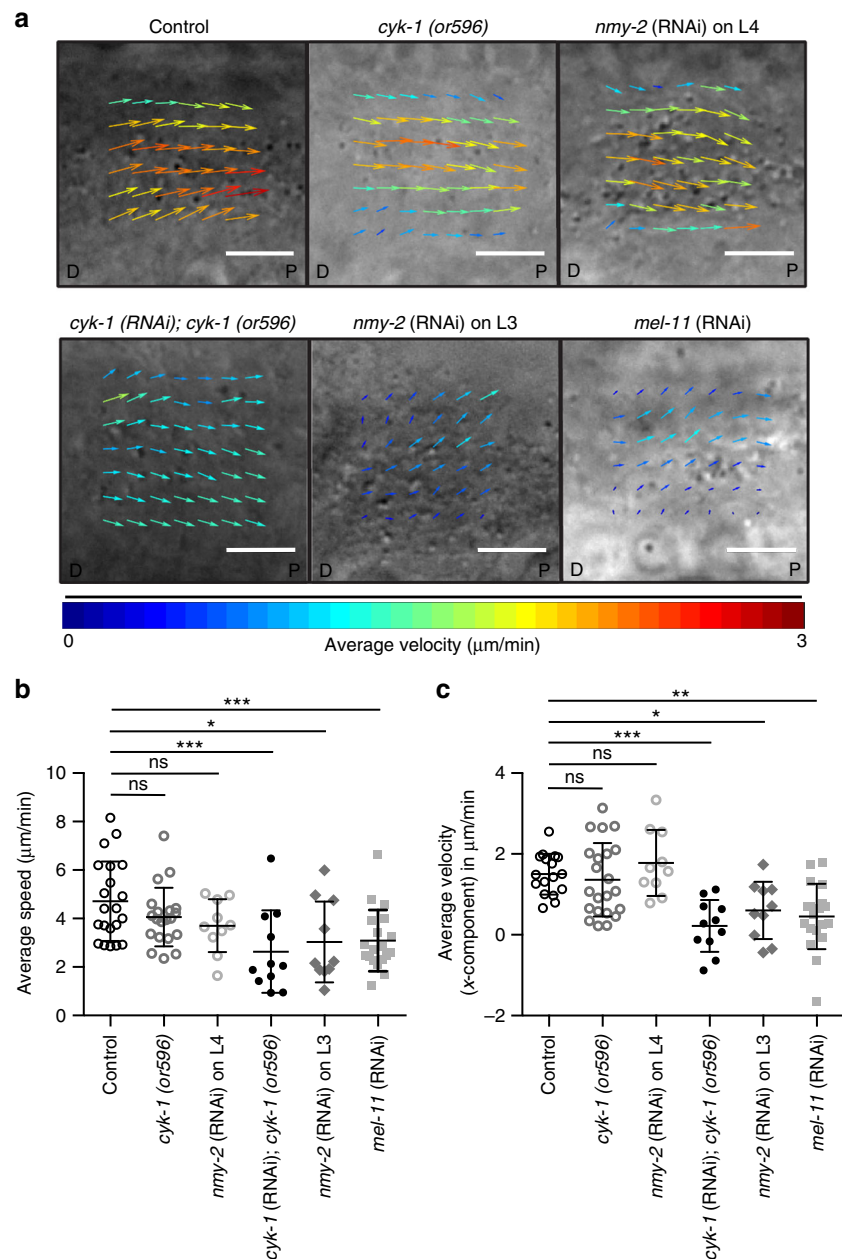 a
Control
cyk-1 (or596)
nmy-2 (RNAi) on L4
D P
cyk-1 (RNAi); cyk-1 (or596)
nmy-2 (RNAi) on L3
mel-11 (RNAi)
D P
0 Average velocity (μm/min) 3
b
***
*
***
ns
ns
Average speed (μm/min)
10
8
6
4
2
0
Control
cyk-1 (or596)
nmy-2 (RNAi) on L4
cyk-1 (RNAi); cyk-1 (or596)
nmy-2 (RNAi) on L3
mel-11 (RNAi)
c
**
*
***
ns
ns
Average velocity
(x-component) in μm/min
4
2
0
−2
Control
cyk-1 (or596)
nmy-2 (RNAi) on L4
cyk-1 (RNAi); cyk-1 (or596)
nmy-2 (RNAi) on L3
mel-11 (RNAi)